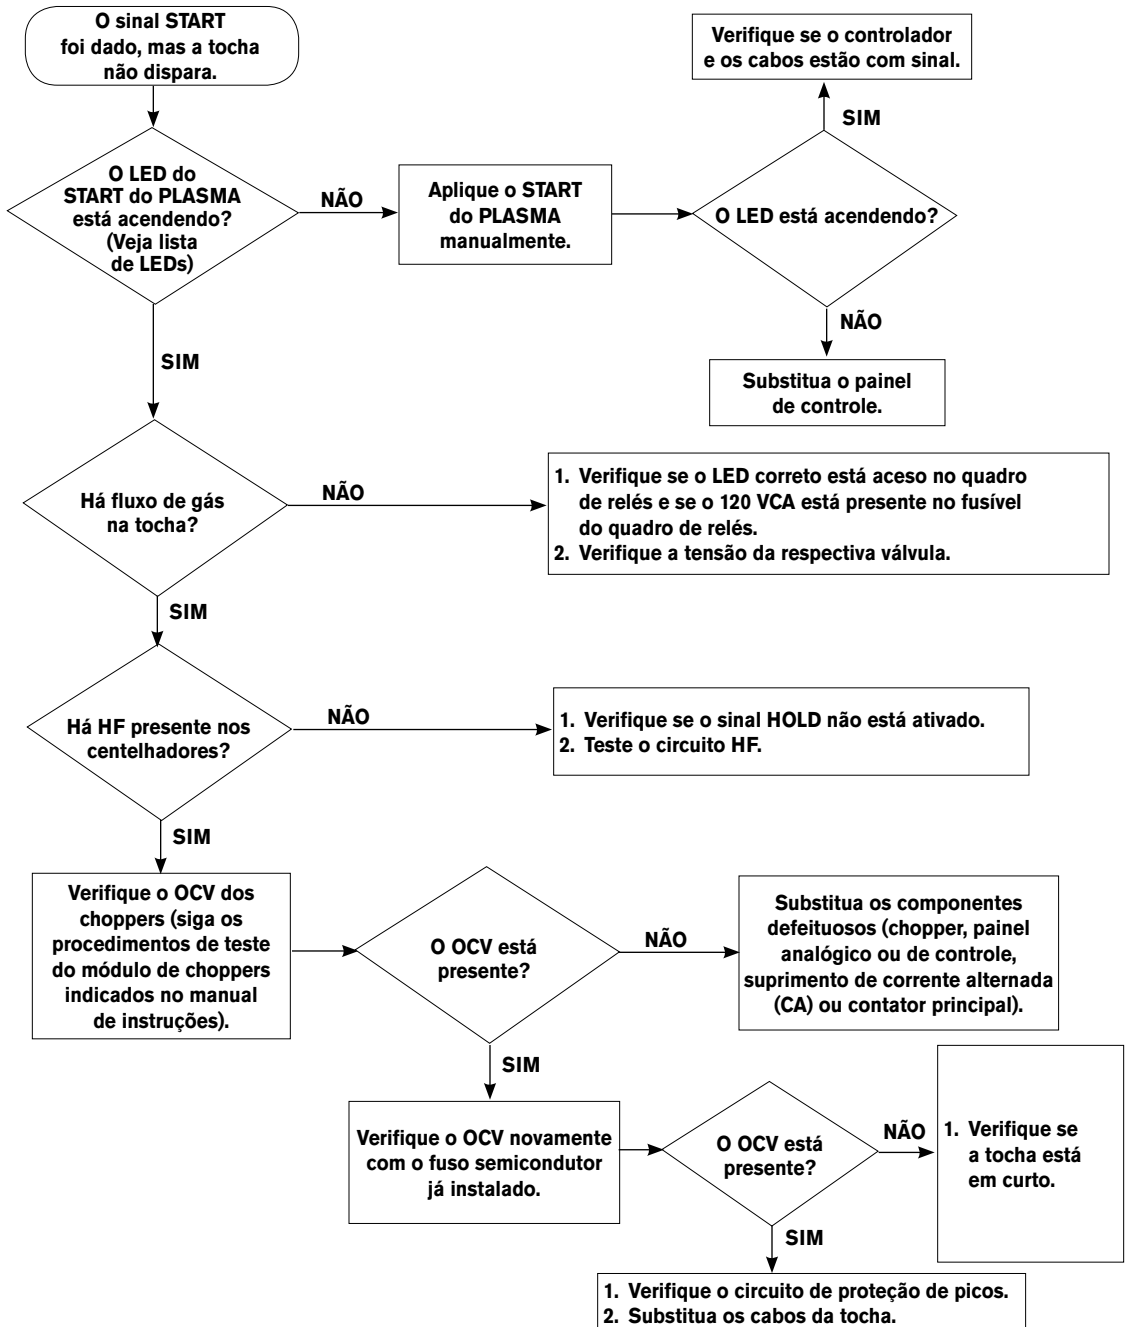 O sinal START
foi dado, mas a tocha
não dispara.
Verifique se o controlador
e os cabos estão com sinal.
SIM
O LED do
START do PLASMA
está acendendo?
(Veja lista
de LEDs)
NÃO
Aplique o START
do PLASMA
manualmente.
O LED está acendendo?
NÃO
SIM
Substitua o painel
de controle.
Há fluxo de gás
na tocha?
NÃO
1. Verifique se o LED correto está aceso no quadro
de relés e se o 120 VCA está presente no fusível
do quadro de relés.
2. Verifique a tensão da respectiva válvula.
SIM
Há HF presente nos
centelhadores?
NÃO
1. Verifique se o sinal HOLD não está ativado.
2. Teste o circuito HF.
SIM
Verifique o OCV dos
choppers (siga os
procedimentos de teste
do módulo de choppers
indicados no manual
de instruções).
O OCV está
presente?
NÃO
Substitua os componentes
defeituosos (chopper, painel
analógico ou de controle,
suprimento de corrente alternada
(CA) ou contator principal).
SIM
Verifique o OCV novamente
com o fuso semicondutor
já instalado.
O OCV está
presente?
NÃO
1. Verifique se
a tocha está
em curto.
SIM
1. Verifique o circuito de proteção de picos.
2. Substitua os cabos da tocha.